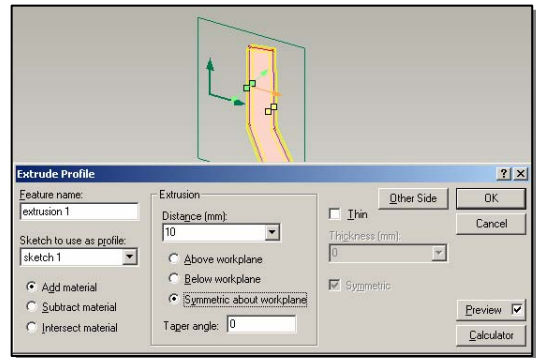 Extrude Profile
Feature name:
extrusion 1
Sketch to use as profile:
sketch 1
Add material
Subtract material
Intersect material
Extrusion
Distance (mm):
10
Above workplane
Below workplane
Symmetric about workplane
Taper angle: 0
Thin
Thickness (mm):
0
Symmetric
Other Side
OK
Cancel
Preview
Calculator